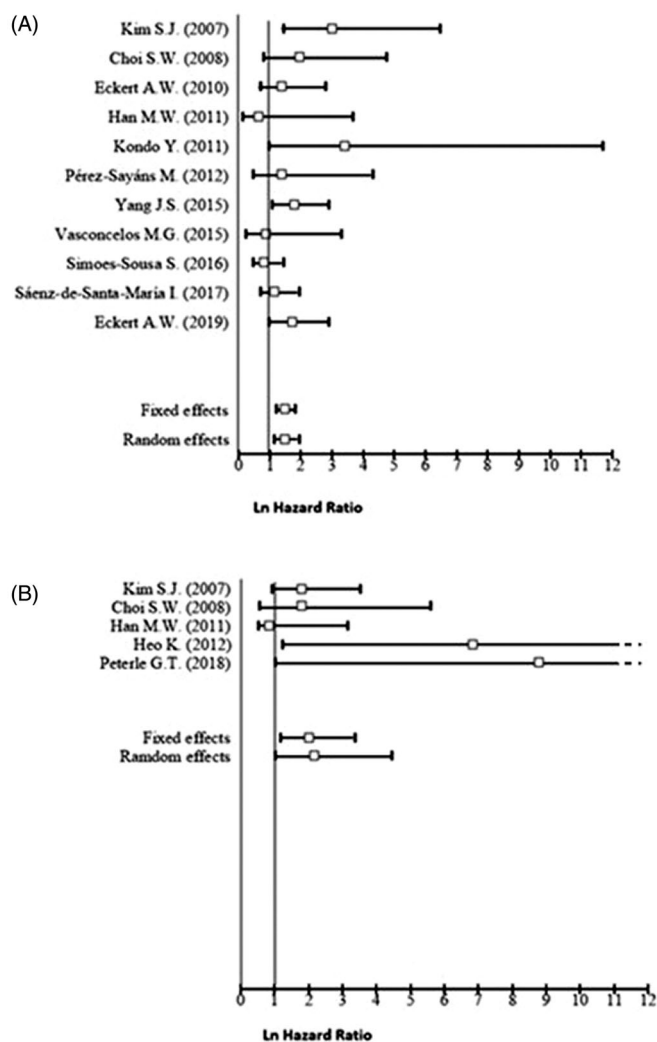 (A)
Kim S.J. (2007)
Choi S.W. (2008)
Eckert A.W. (2010)
Han M.W. (2011)
Kondo Y. (2011)
Pérez-Sayáns M. (2012)
Yang J.S. (2015)
Vasconcelos M.G. (2015)
Simoes-Sousa S. (2016)
Sáenz-de-Santa-María I. (2017)
Eckert A.W. (2019)
Fixed effects
Random effects
0 1 2 3 4 5 6 7 8 9 10 11 12
Ln Hazard Ratio
(B)
Kim S.J. (2007)
Choi S.W. (2008)
Han M.W. (2011)
Heo K. (2012)
Peterle G.T. (2018)
Fixed effects
Ramdom effects
0 1 2 3 4 5 6 7 8 9 10 11 12
Ln Hazard Ratio